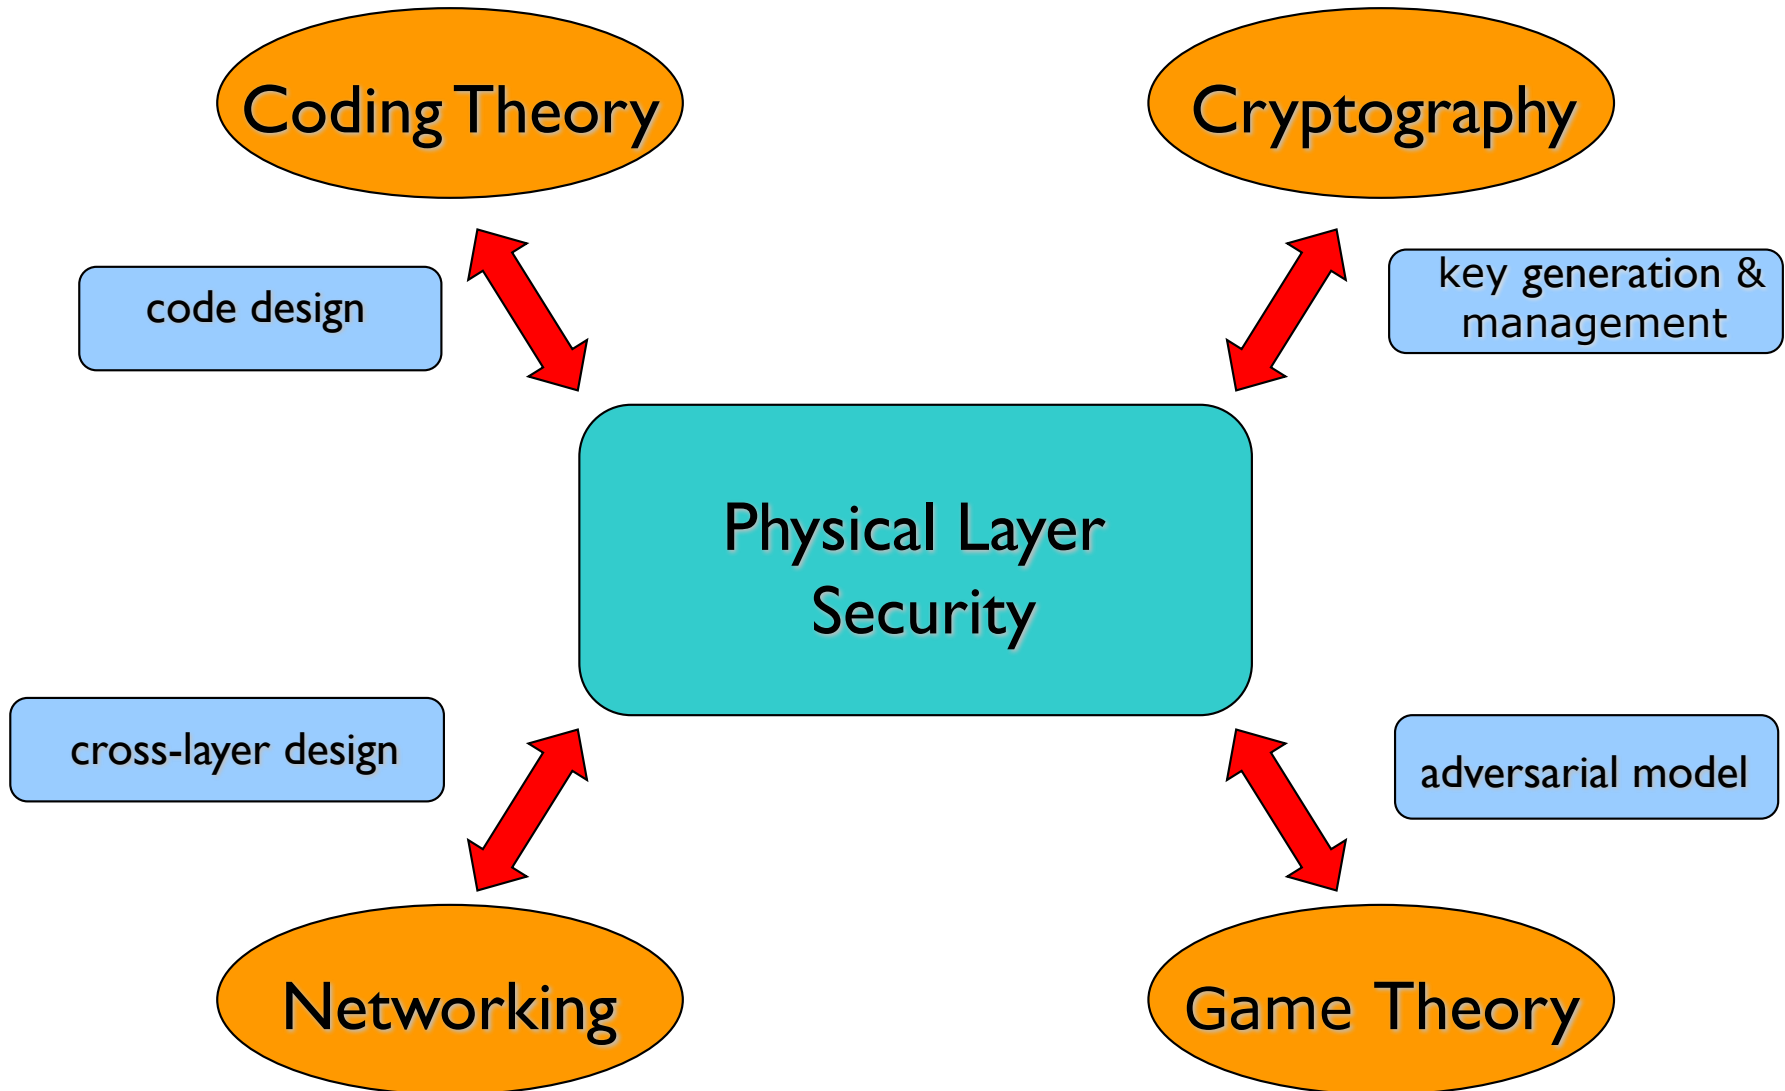 Coding Theory
Cryptography
code design
key generation &
management
Physical Layer
Security
cross-layer design
adversarial model
Networking
Game Theory